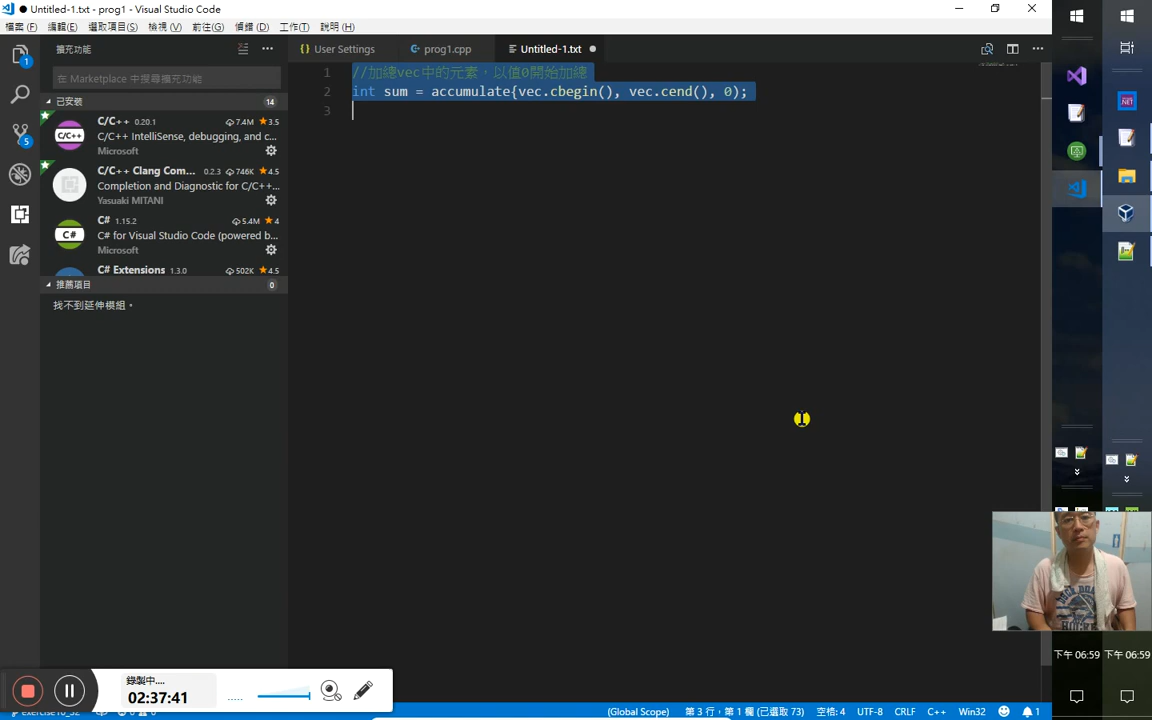 ● Untitled-1.txt - prog1 - Visual Studio Code
檔案 (F) 編輯(E) 選取項目(S) 檢視 (V) 前往(G) 偵錯 (D) 工作(T) 說明 (H)
擴充功能
在 Marketplace 中搜尋擴充功能
已安裝 14
C/C++ 0.20.1 7.4M ★3.5
C/C++ IntelliSense, debugging, and c...
Microsoft
C/C++ Clang Com... 0.2.3 746K ★4.5
Completion and Diagnostic for C/C++...
Yasuaki MITANI
C# 1.15.2 5.4M ★4
C# for Visual Studio Code (powered b...
Microsoft
C# Extensions 1.3.0 502K ★4.5
推薦項目 0
找不到延伸模組。
{} User Settings
prog1.cpp
Untitled-1.txt ●
1 //加總vec中的元素，以值0開始加總
2 int sum = accumulate{vec.cbegin(), vec.cend(), 0);
3
1
5
C/C++
C#
.NET
錄製中....
02:37:41
.....
下午 06:59 下午 06:59
(Global Scope) 第 3 行，第 1 欄 (已選取 73) 空格: 4 UTF-8 CRLF C++ Win32 1